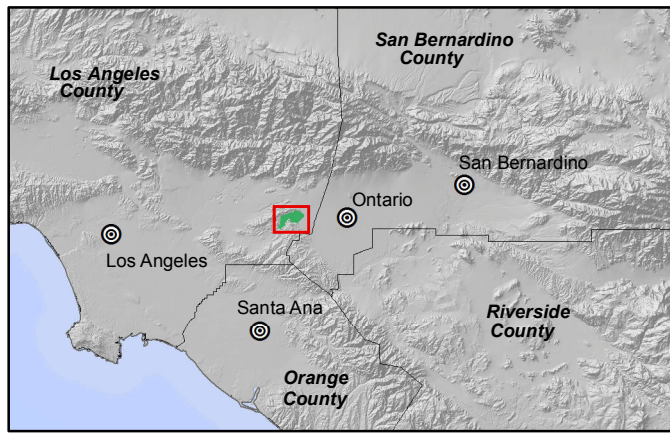 San Bernardino
County
Los Angeles
County
San Bernardino
Ontario
Los Angeles
Santa Ana
Riverside
County
Orange
County